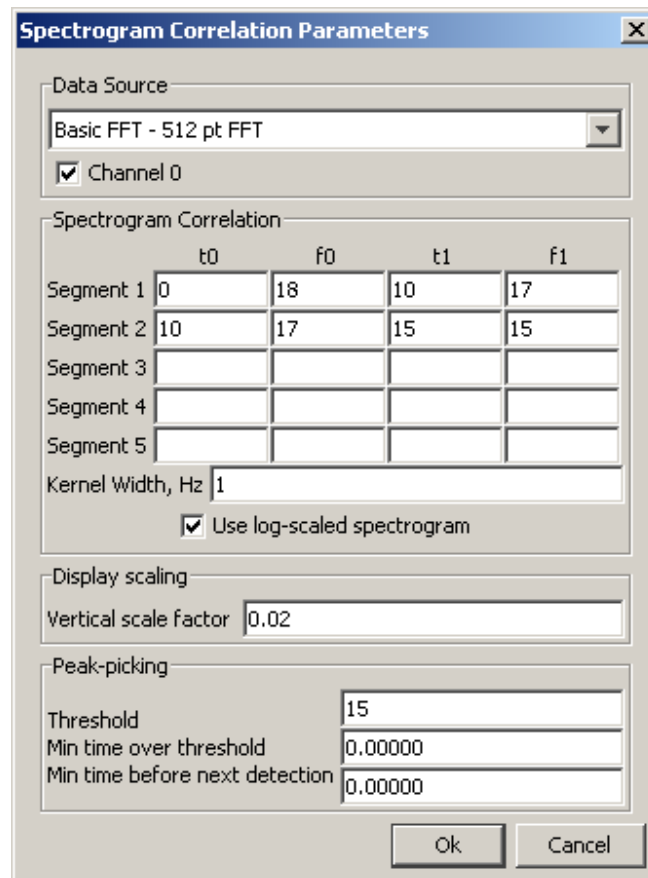 Spectrogram Correlation Parameters
Data Source
Basic FFT - 512 pt FFT
Channel 0
Spectrogram Correlation
t0 f0 t1 f1
Segment 1 0 18 10 17
Segment 2 10 17 15 15
Segment 3
Segment 4
Segment 5
Kernel Width, Hz 1
Use log-scaled spectrogram
Display scaling
Vertical scale factor 0.02
Peak-picking
Threshold 15
Min time over threshold 0.00000
Min time before next detection 0.00000
Ok Cancel